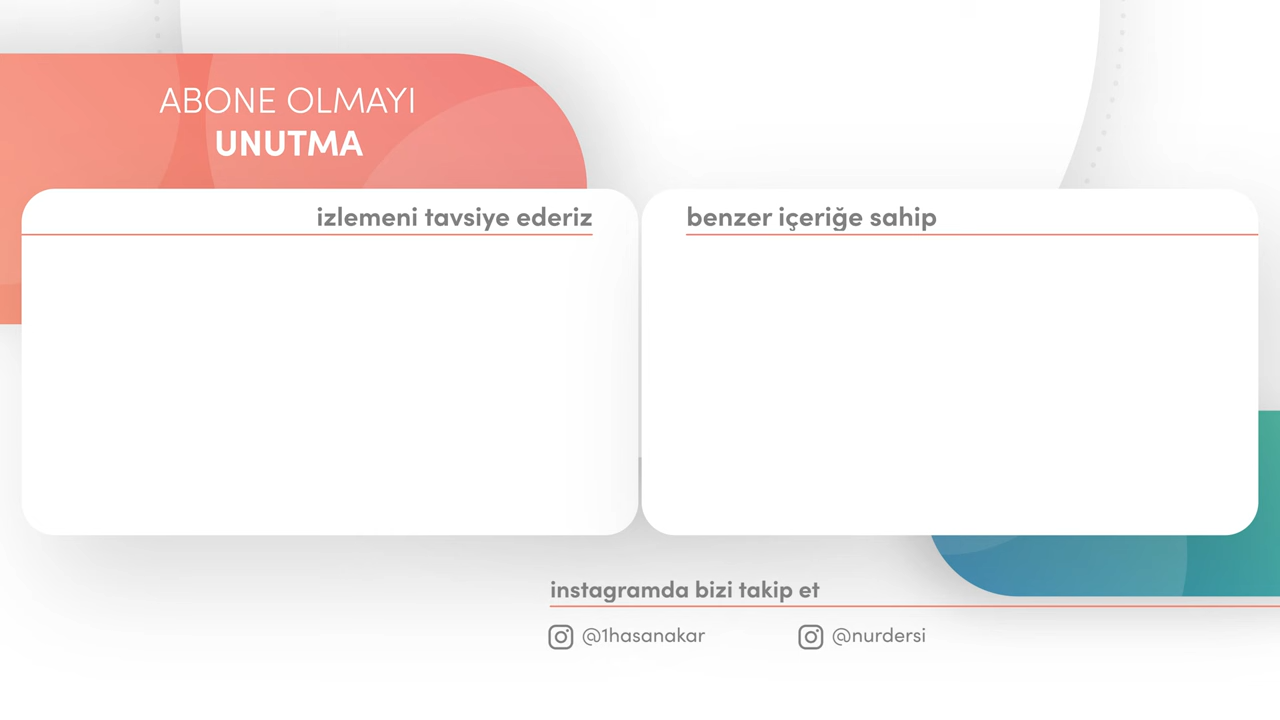 ABONE OLMAYI
UNUTMA
izlemeni tavsiye ederiz
benzer içeriğe sahip
instagramda bizi takip et
@1hasanakar
@nurdersi